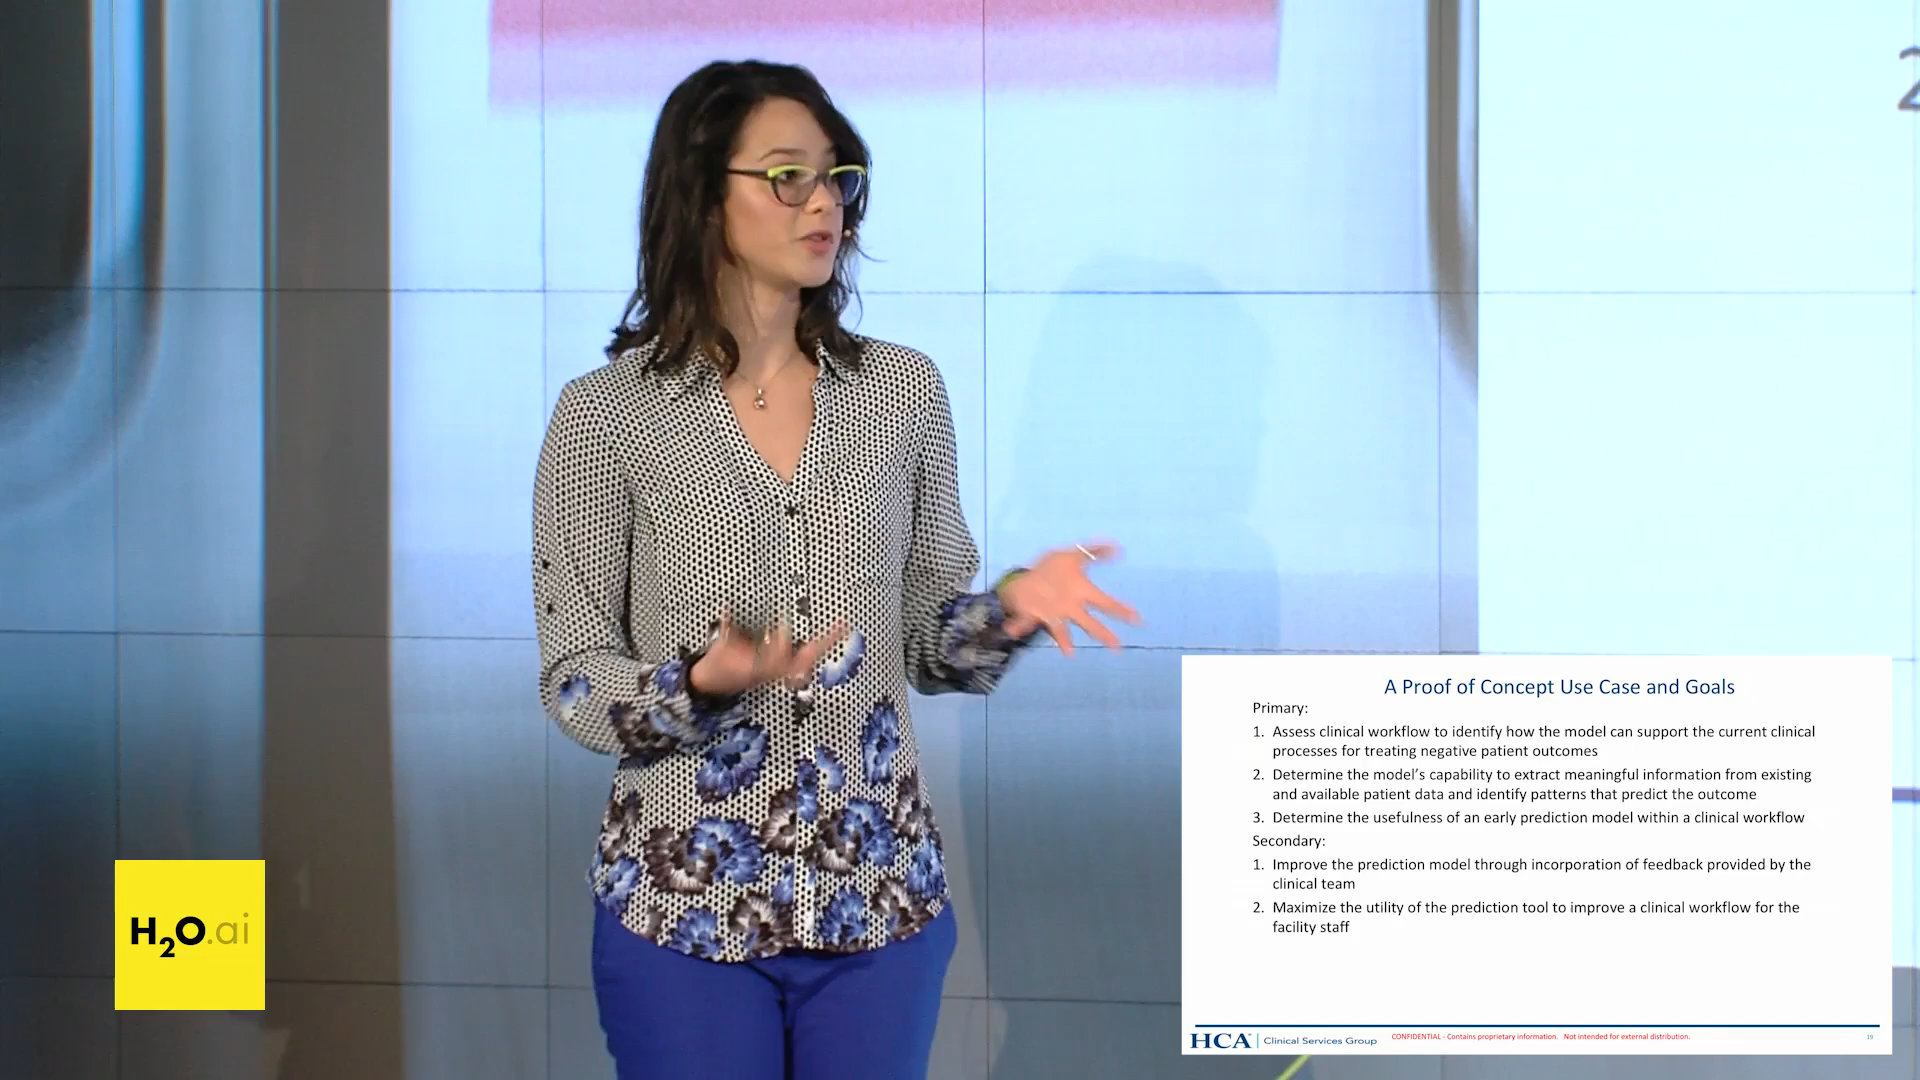 2
A Proof of Concept Use Case and Goals
Primary:
1. Assess clinical workflow to identify how the model can support the current clinical
processes for treating negative patient outcomes
2. Determine the model's capability to extract meaningful information from existing
and available patient data and identify patterns that predict the outcome
3. Determine the usefulness of an early prediction model within a clinical workflow
Secondary:
1. Improve the prediction model through incorporation of feedback provided by the
clinical team
2. Maximize the utility of the prediction tool to improve a clinical workflow for the
facility staff
H2O.ai
HCA | Clinical Services Group
CONFIDENTIAL - Contains proprietary information. Not intended for external distribution.
19